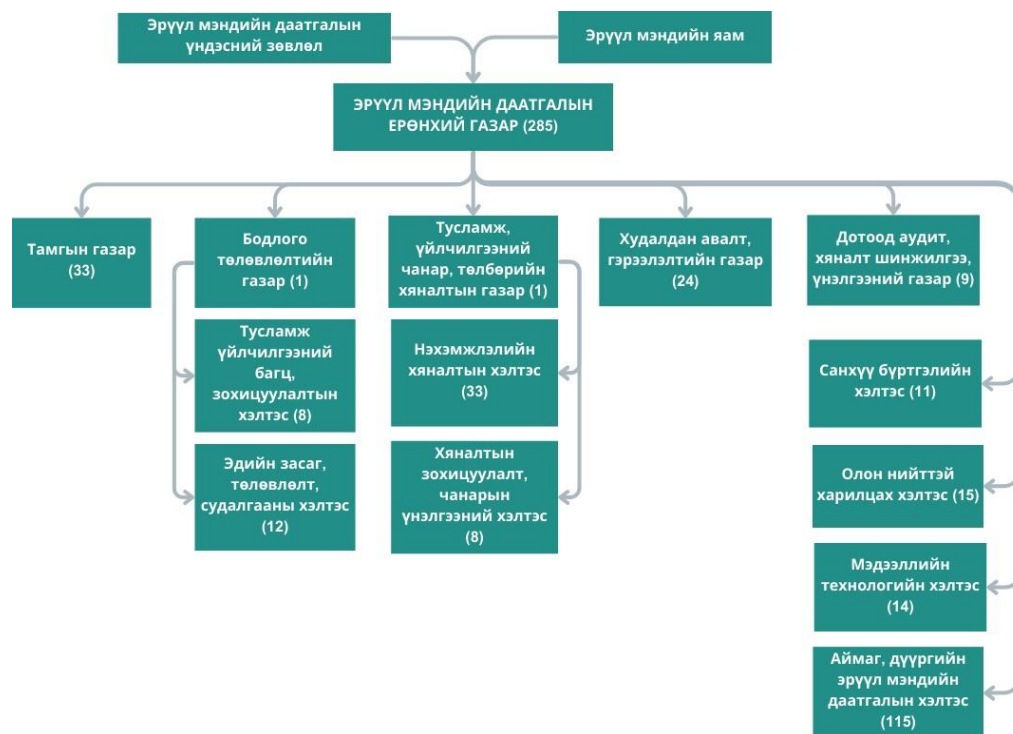 Эрүүл мэндийн даатгалын
үндэсний зөвлөл
Эрүүл мэндийн яам
ЭРҮҮЛ МЭНДИЙН ДААТГАЛЫН
ЕРӨНХИЙ ГАЗАР (285)
Тамгын газар
(33)
Бодлого
төлөвлөлтийн
газар (1)
Тусламж,
үйлчилгээний
чанар, төлбөрийн
хяналтын газар (1)
Худалдан авалт,
гэрээлэлтийн газар
(24)
Дотоод аудит,
хяналт шинжилгээ,
үнэлгээний газар (9)
Тусламж
үйлчилгээний
багц,
зохицуулалтын
хэлтэс (8)
Нэхэмжлэлийн
хяналтын хэлтэс
(33)
Санхүү бүртгэлийн
хэлтэс (11)
Эдийн засаг,
төлөвлөлт,
судалгааны хэлтэс
(12)
Хяналтын
зохицуулалт,
чанарын
үнэлгээний хэлтэс
(8)
Олон нийттэй
харилцах хэлтэс (15)
Мэдээллийн
технологийн хэлтэс
(14)
Аймаг, дүүргийн
эрүүл мэндийн
даатгалын хэлтэс
(115)